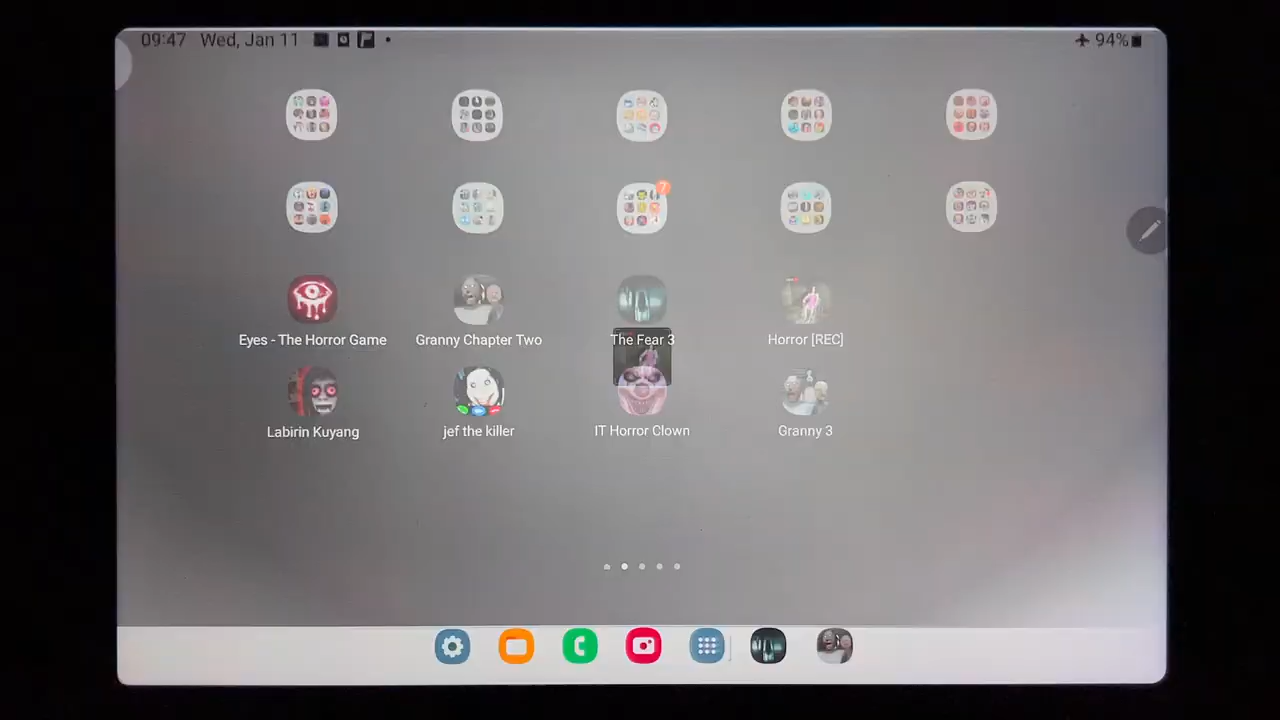 09:47 Wed, Jan 11
94%
7
Eyes - The Horror Game
Granny Chapter Two
The Fear 3
Horror [REC]
Labirin Kuyang
jef the killer
IT Horror Clown
Granny 3